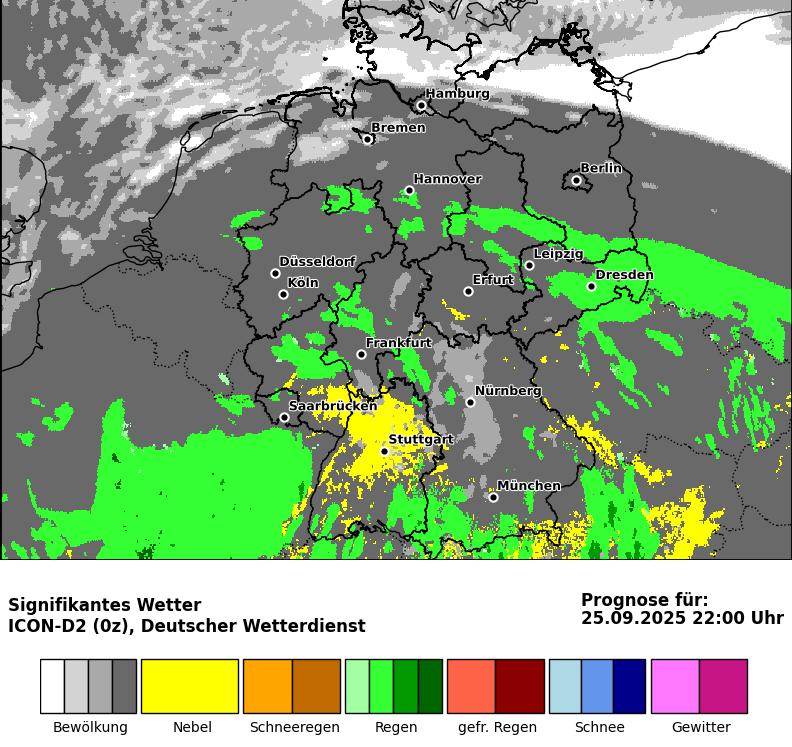 Hamburg
Bremen
Berlin
Hannover
Leipzig
Düsseldorf
Dresden
Köln
Erfurt
Frankfurt
Nürnberg
Saarbrücken
Stuttgart
München
Signifikantes Wetter
ICON-D2 (0z), Deutscher Wetterdienst
Prognose für:
25.09.2025 22:00 Uhr
Bewölkung
Nebel
Schneeregen
Regen
gefr. Regen
Schnee
Gewitter